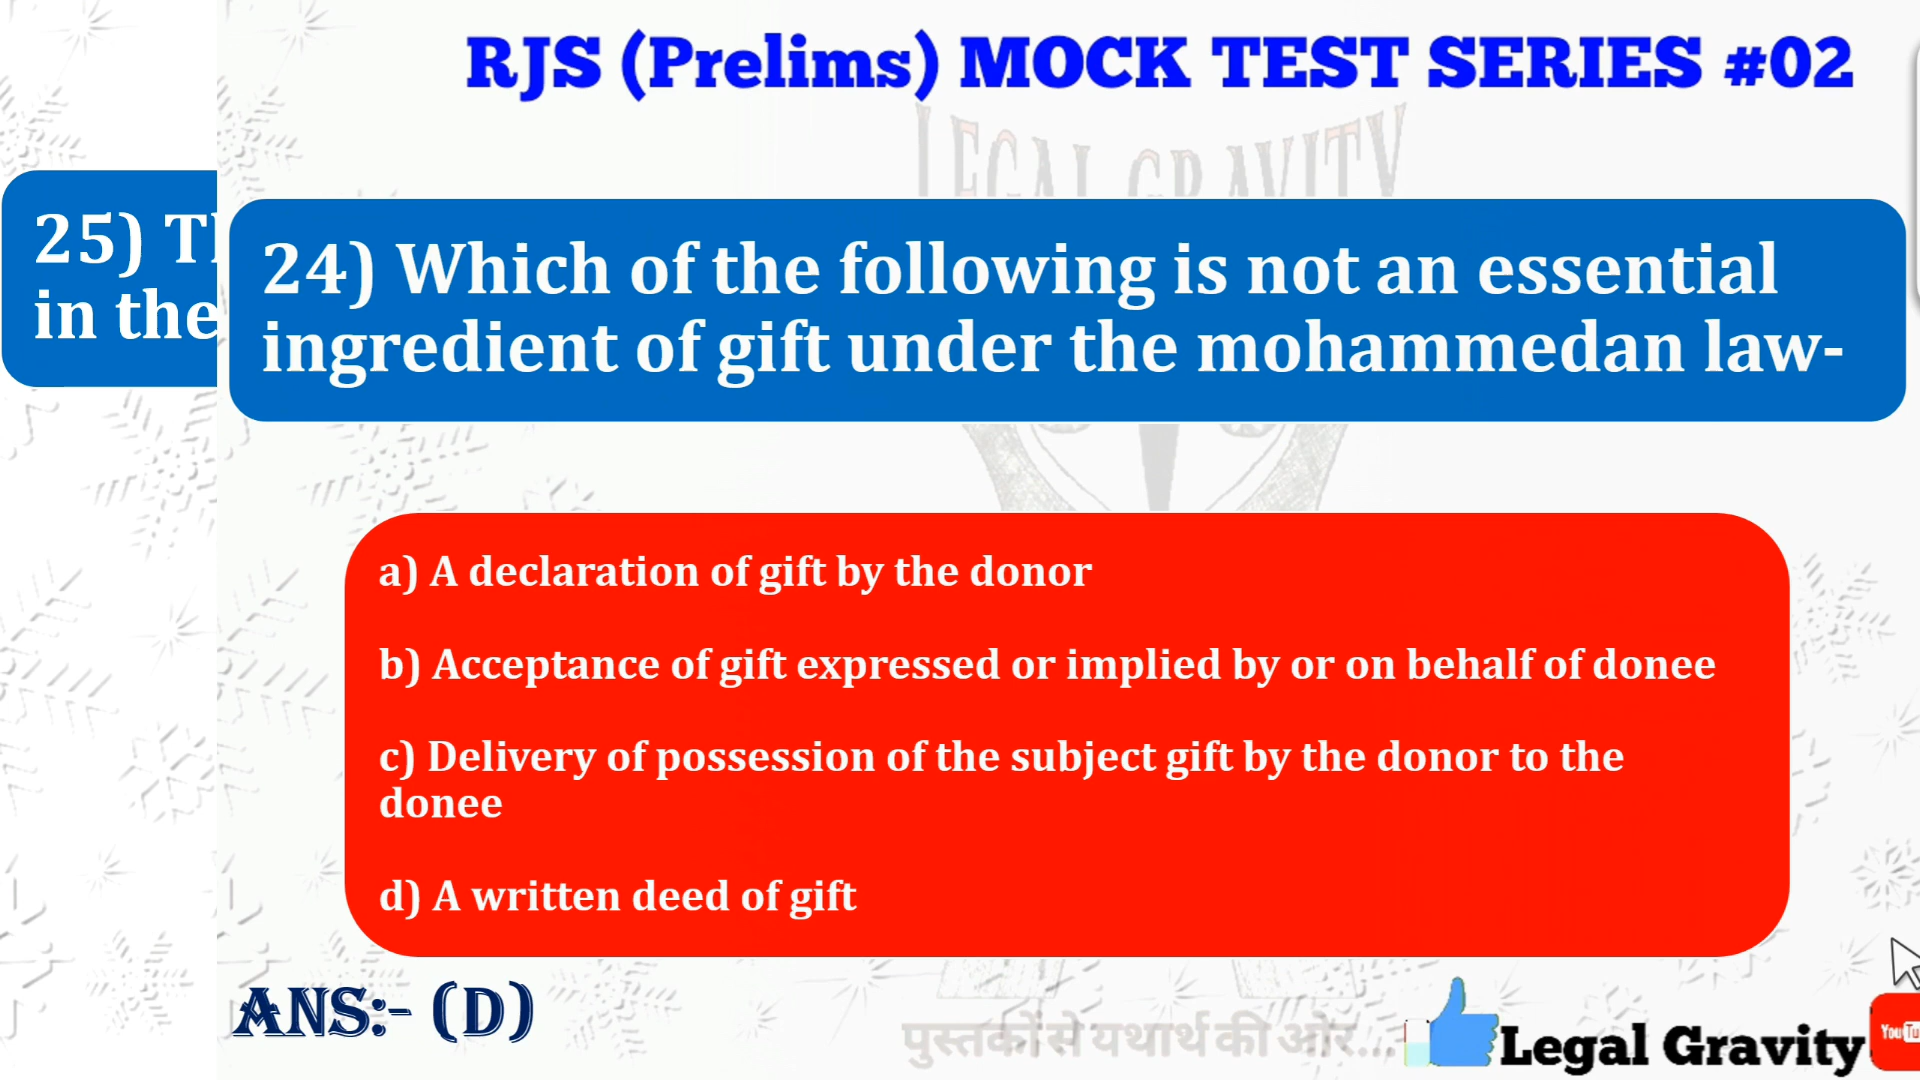 RJS (Prelims) MOCK TEST SERIES #02
LEGAL GRAVITY
25)
in the
24) Which of the following is not an essential
ingredient of gift under the mohammedan law-
a) A declaration of gift by the donor
b) Acceptance of gift expressed or implied by or on behalf of donee
c) Delivery of possession of the subject gift by the donor to the
donee
d) A written deed of gift
ANS:- (D)
पुस्तकों से यथार्थ की ओर...
Legal Gravity